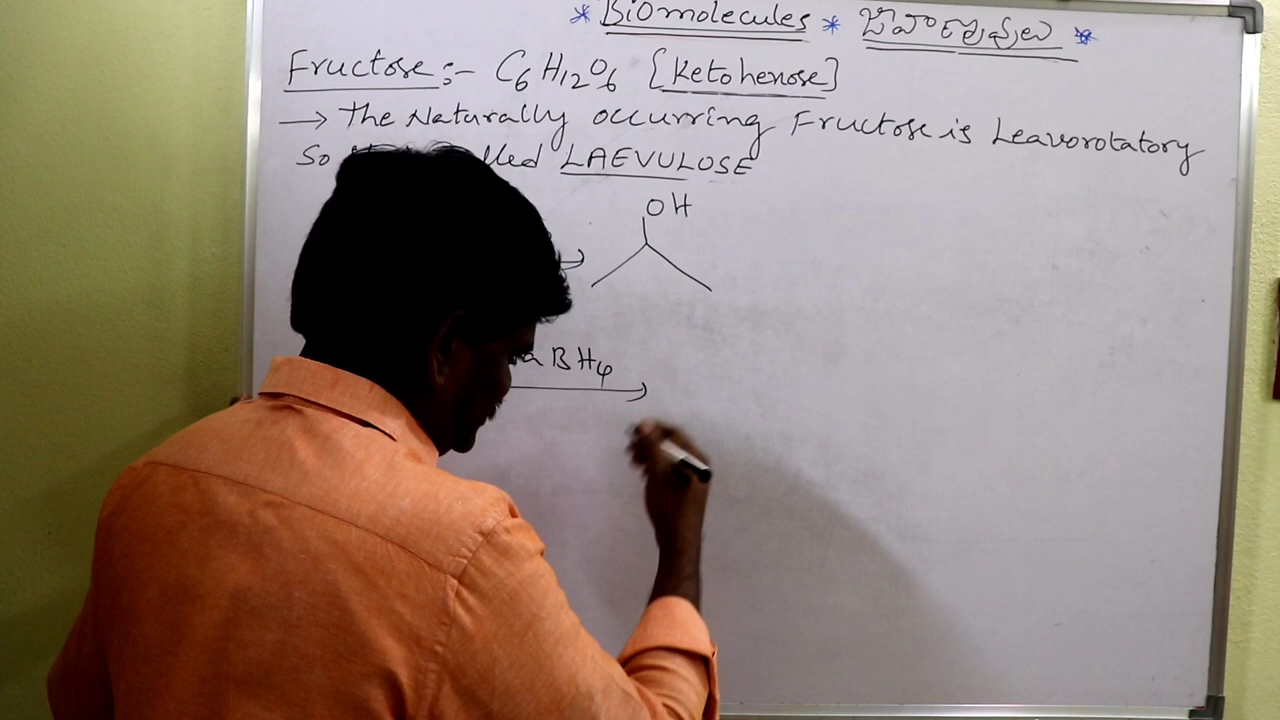 * Biomolecules * జీవాణువులు *
Fructose :- C6H12O6 [Ketohexose]
→ The Naturally occurring Fructose is Leavorotatory
So LAEVULOSE
OH
BH4